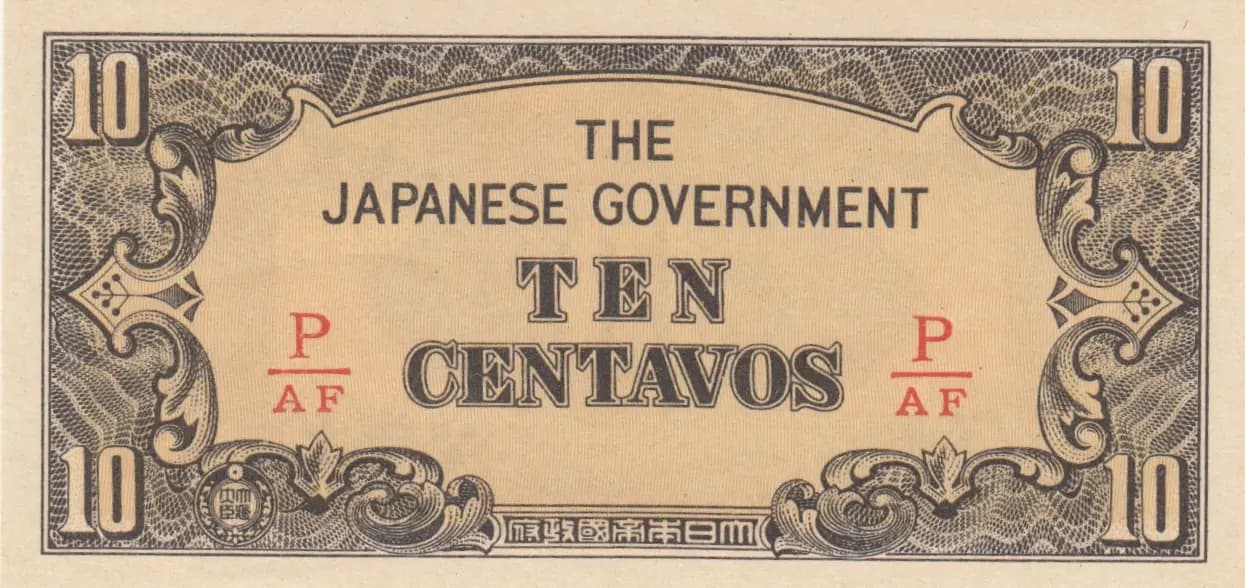 10 10
THE
JAPANESE GOVERNMENT
TEN
CENTAVOS
P P
AF AF
10 10
大日本帝國政府